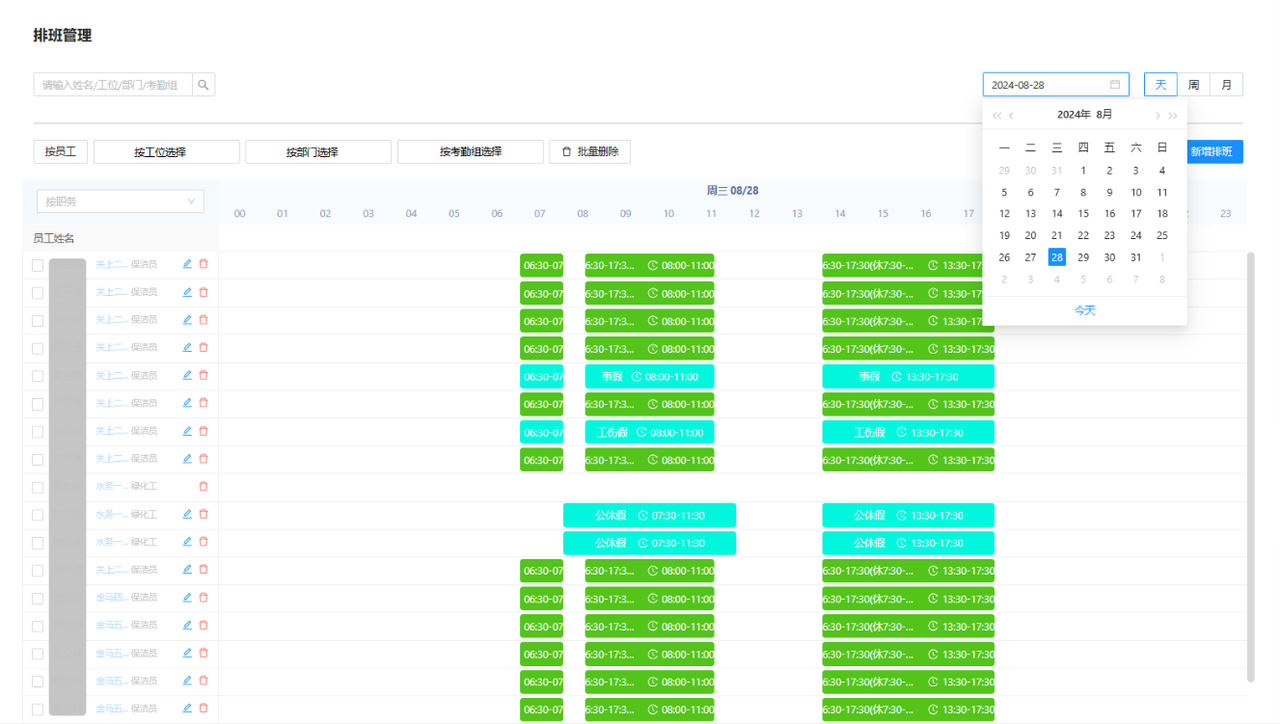 排班管理
请输入姓名/工位/部门/考勤组
2024-08-28
天 周 月
2024年 8月
按员工 按工位选择 按部门选择 按考勤组选择 批量删除 新增排班
一 二 三 四 五 六 日
29 30 31 1 2 3 4
5 6 7 8 9 10 11
12 13 14 15 16 17 18
19 20 21 22 23 24 25
26 27 28 29 30 31 1
2 3 4 5 6 7 8
今天
按职务
周三 08/28
00 01 02 03 04 05 06 07 08 09 10 11 12 13 14 15 16 17 23
员工姓名
关上二... 保洁员 06:30-07 6:30-17:3... 08:00-11:00 6:30-17:30(休7:30-... 13:30-17:
关上二... 保洁员 06:30-07 6:30-17:3... 08:00-11:00 6:30-17:30(休7:30-... 13:30-17:
关上二... 保洁员 06:30-07 6:30-17:3... 08:00-11:00 6:30-17:30(休7:30-... 13:30-17:30
关上二... 保洁员 06:30-07 6:30-17:3... 08:00-11:00 6:30-17:30(休7:30-... 13:30-17:30
关上二... 保洁员 06:30-07 事假 08:00-11:00 事假 13:30-17:30
关上二... 保洁员 06:30-07 6:30-17:3... 08:00-11:00 6:30-17:30(休7:30-... 13:30-17:30
关上二... 保洁员 06:30-07 工伤假 08:00-11:00 工伤假 13:30-17:30
关上二... 保洁员 06:30-07 6:30-17:3... 08:00-11:00 6:30-17:30(休7:30-... 13:30-17:30
水务一... 绿化工
水务一... 绿化工 公休假 07:30-11:30 公休假 13:30-17:30
水务一... 绿化工 公休假 07:30-11:30 公休假 13:30-17:30
关上二... 保洁员 06:30-07 6:30-17:3... 08:00-11:00 6:30-17:30(休7:30-... 13:30-17:30
金马四... 保洁员 06:30-07 6:30-17:3... 08:00-11:00 6:30-17:30(休7:30-... 13:30-17:30
金马五... 保洁员 06:30-07 6:30-17:3... 08:00-11:00 6:30-17:30(休7:30-... 13:30-17:30
金马五... 保洁员 06:30-07 6:30-17:3... 08:00-11:00 6:30-17:30(休7:30-... 13:30-17:30
金马五... 保洁员 06:30-07 6:30-17:3... 08:00-11:00 6:30-17:30(休7:30-... 13:30-17:30
金马五... 保洁员 06:30-07 6:30-17:3... 08:00-11:00 6:30-17:30(休7:30-... 13:30-17:30